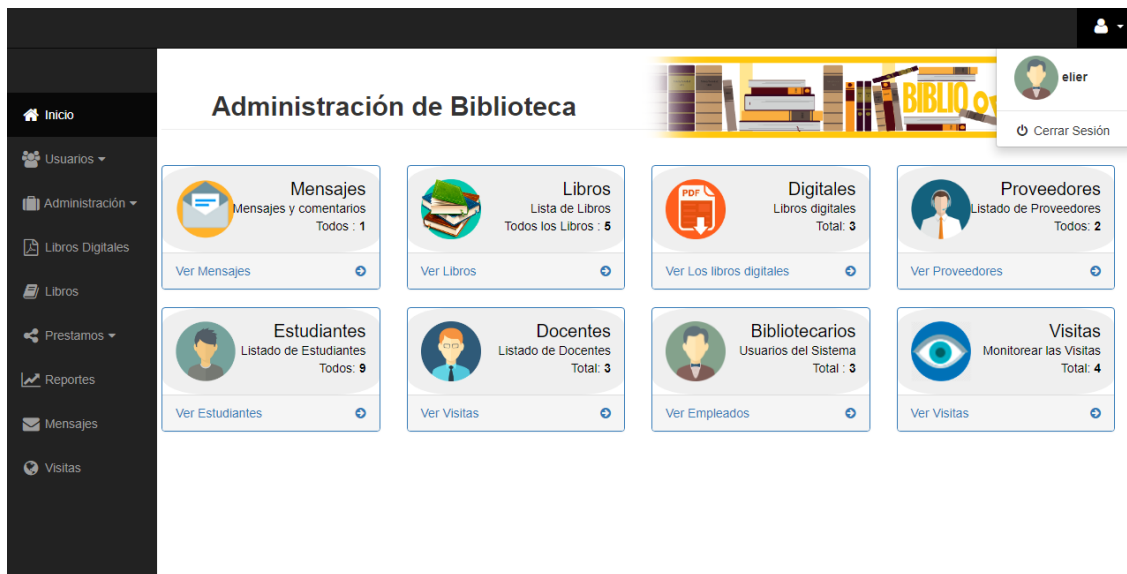 elier
Cerrar Sesión
Inicio
Usuarios
Administración
Libros Digitales
Libros
Prestamos
Reportes
Mensajes
Visitas
Administración de Biblioteca
BIBLIO
Mensajes
Mensajes y comentarios
Todos : 1
Ver Mensajes
Libros
Lista de Libros
Todos los Libros : 5
Ver Libros
PDF
Digitales
Libros digitales
Total: 3
Ver Los libros digitales
Proveedores
Listado de Proveedores
Todos: 2
Ver Proveedores
Estudiantes
Listado de Estudiantes
Todos: 9
Ver Estudiantes
Docentes
Listado de Docentes
Total: 3
Ver Visitas
Bibliotecarios
Usuarios del Sistema
Total : 3
Ver Empleados
Visitas
Monitorear las Visitas
Total: 4
Ver Visitas